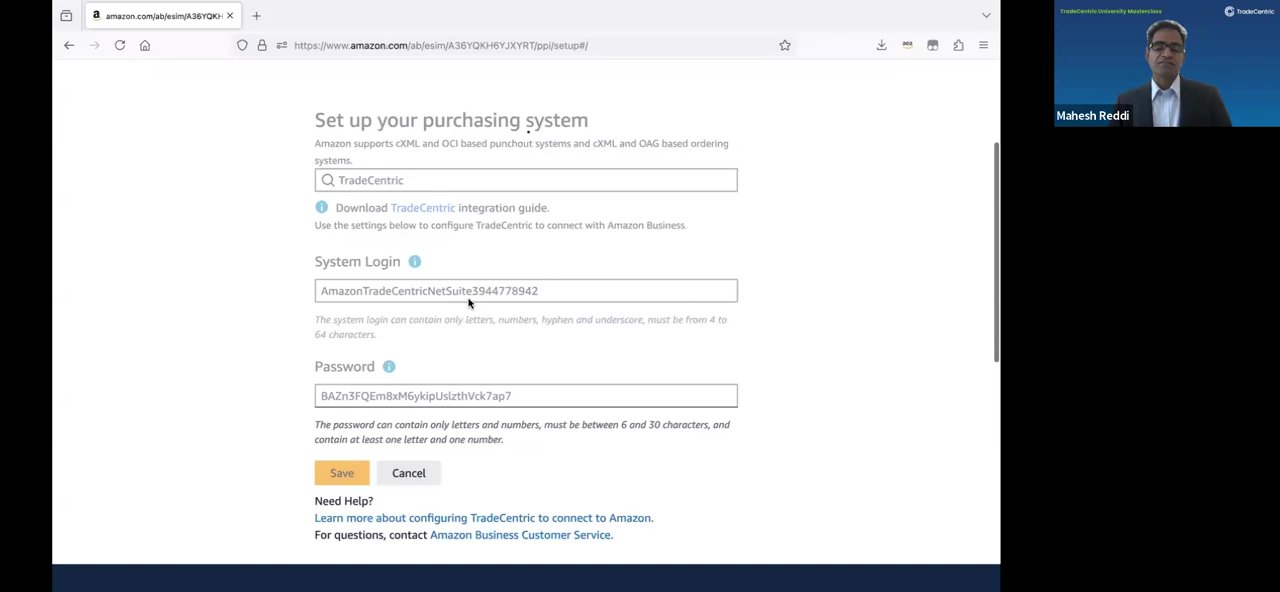 amazon.com/ab/esim/A36YQKH
https://www.amazon.com/ab/esim/A36YQKH6YJXYRT/ppi/setup#/
TradeCentric University Masterclass
TradeCentric
Mahesh Reddi
Set up your purchasing system
Amazon supports cXML and OCI based punchout systems and cXML and OAG based ordering
systems.
TradeCentric
Download TradeCentric integration guide.
Use the settings below to configure TradeCentric to connect with Amazon Business.
System Login
AmazonTradeCentricNetSuite3944778942
The system login can contain only letters, numbers, hyphen and underscore, must be from 4 to
64 characters.
Password
BAZn3FQEm8xM6ykipUslzthVck7ap7
The password can contain only letters and numbers, must be between 6 and 30 characters, and
contain at least one letter and one number.
Save Cancel
Need Help?
Learn more about configuring TradeCentric to connect to Amazon.
For questions, contact Amazon Business Customer Service.